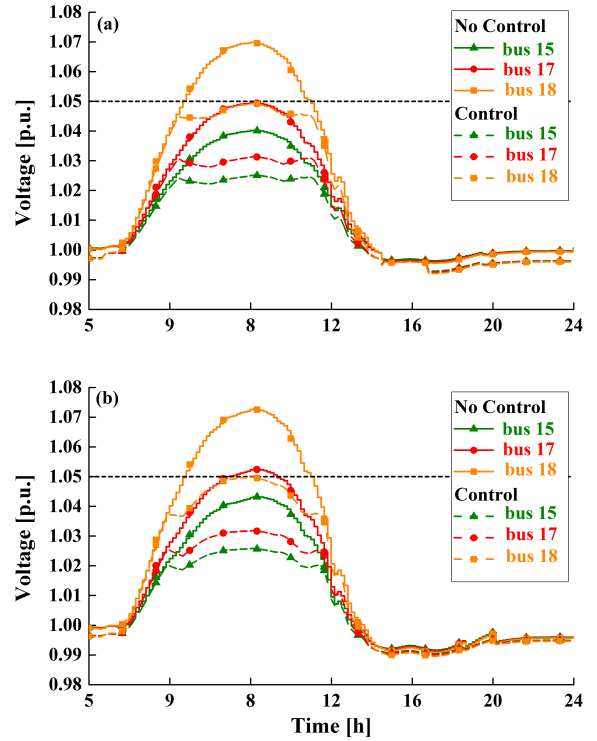 (a)
1.08
1.07
1.06
1.05
1.04
1.03
1.02
1.01
1.00
0.99
0.98
Voltage [p.u.]
No Control
bus 15
bus 17
bus 18
Control
bus 15
bus 17
bus 18
5 9 8 12 16 20 24
(b)
1.08
1.07
1.06
1.05
1.04
1.03
1.02
1.01
1.00
0.99
0.98
Voltage [p.u.]
No Control
bus 15
bus 17
bus 18
Control
bus 15
bus 17
bus 18
5 9 8 12 16 20 24
Time [h]